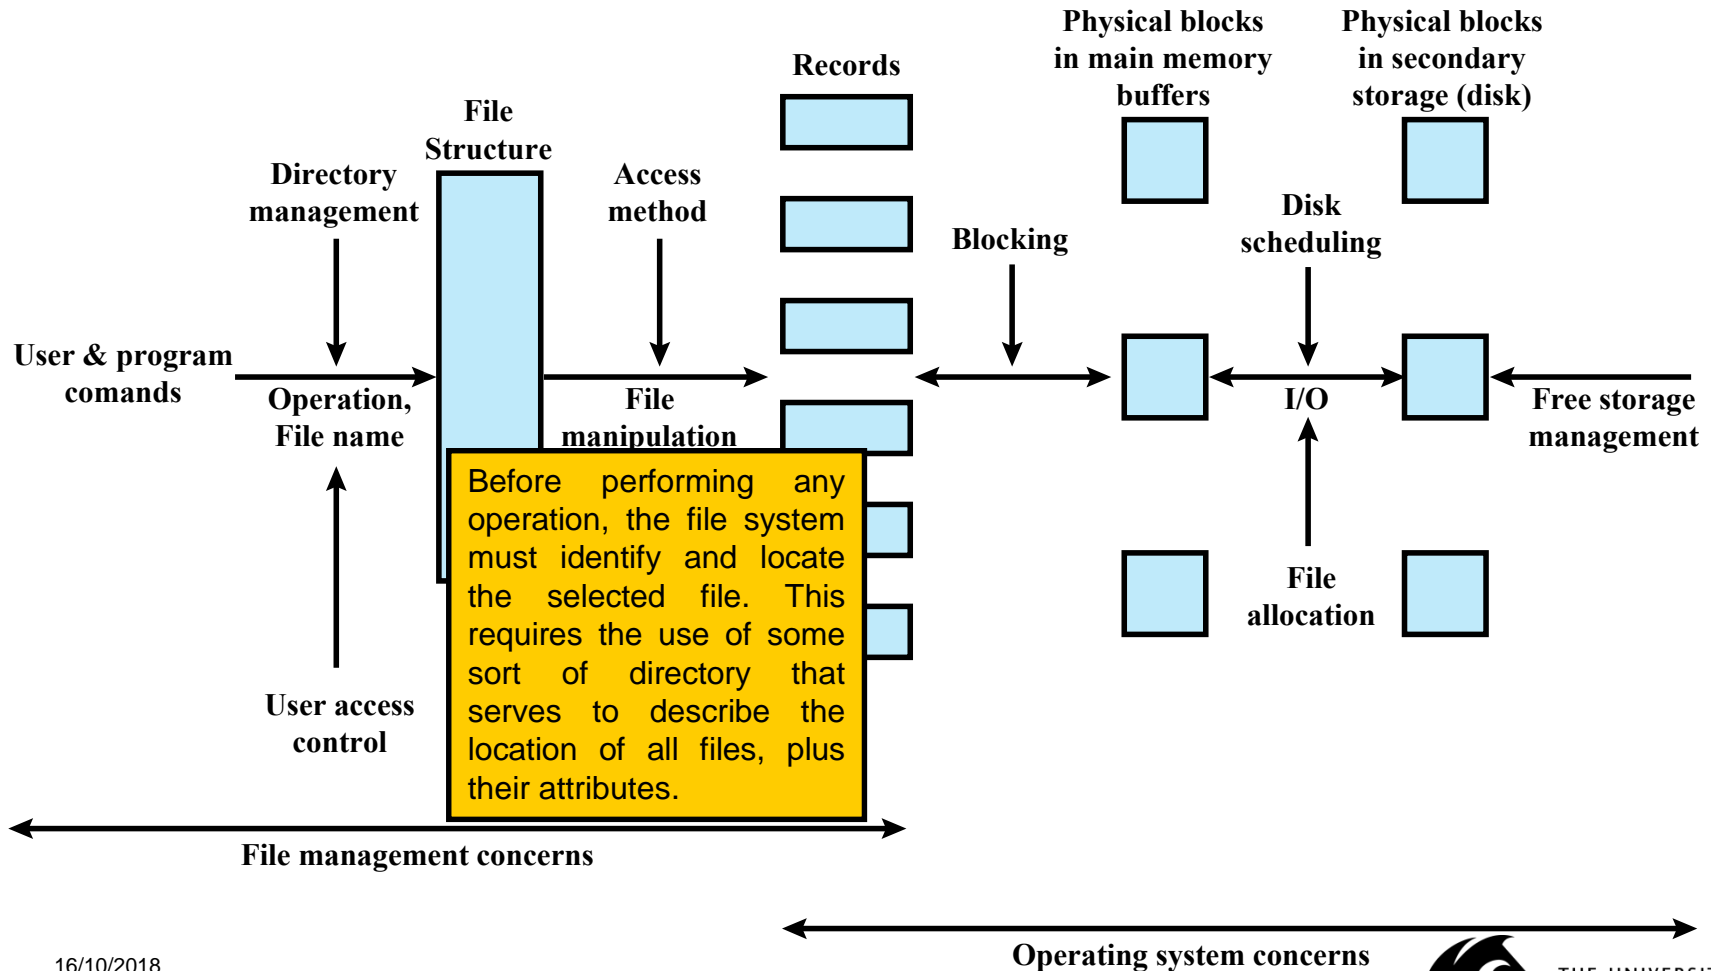 Physical blocks
in main memory
buffers
Physical blocks
in secondary
storage (disk)
Records
File
Structure
Directory
management
Access
method
Disk
scheduling
Blocking
User & program
comands
Operation,
File name
File
manipulation
I/O
Free storage
management
Before performing any
operation, the file system
must identify and locate
the selected file. This
requires the use of some
sort of directory that
serves to describe the
location of all files, plus
their attributes.
File
allocation
User access
control
File management concerns
Operating system concerns
16/10/2018
THE